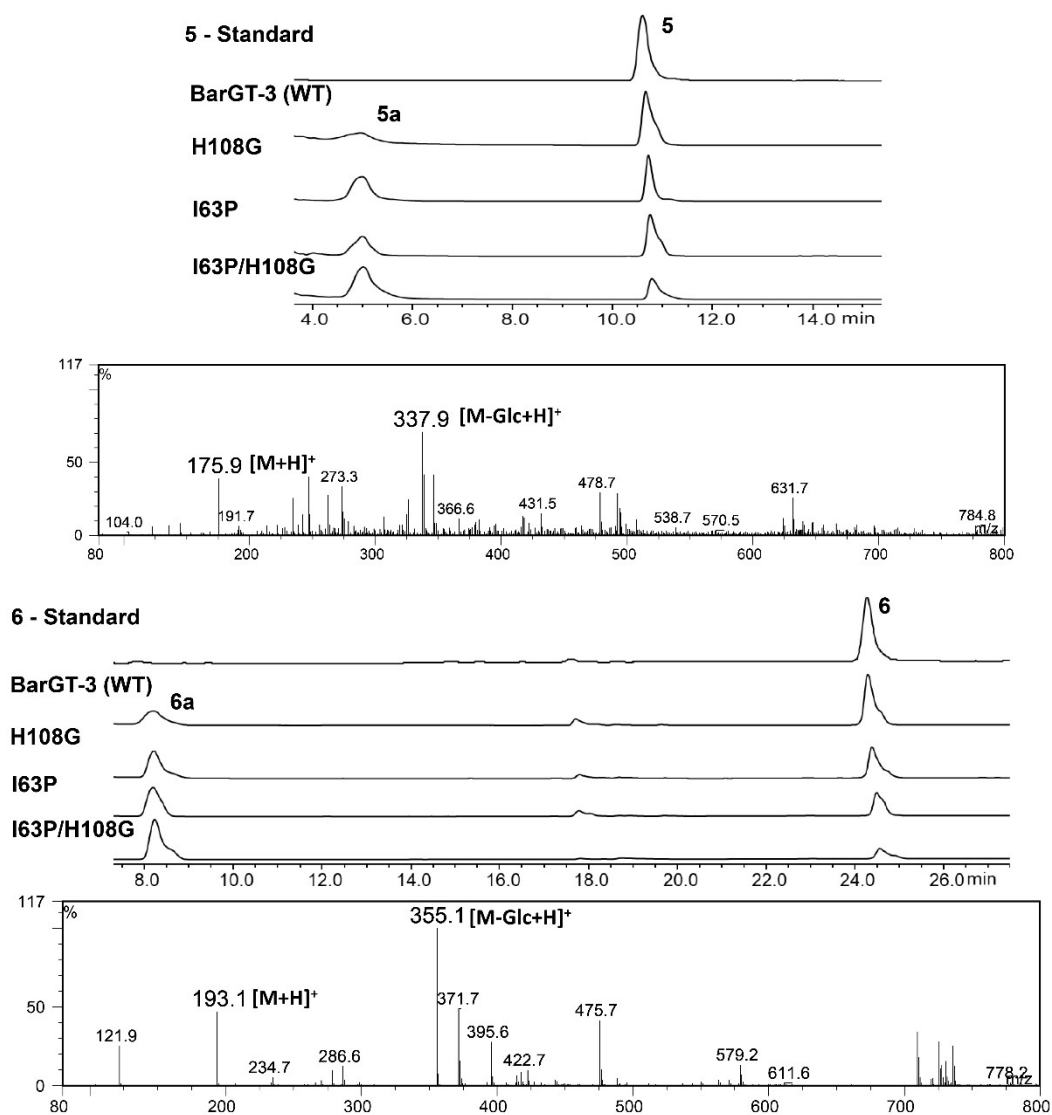 5 - Standard
5
BarGT-3 (WT)
5a
H108G
I63P
I63P/H108G
4.0 6.0 8.0 10.0 12.0 14.0 min
117
%
337.9 [M-Glc+H]+
50
175.9 [M+H]+
273.3
478.7
631.7
104.0
191.7
366.6
431.5
538.7
570.5
784.8
m/z
0
80 200 300 400 500 600 700 800
6 - Standard
6
BarGT-3 (WT)
6a
H108G
I63P
I63P/H108G
8.0 10.0 12.0 14.0 16.0 18.0 20.0 22.0 24.0 26.0 min
117
%
355.1 [M-Glc+H]+
50
193.1 [M+H]+
371.7
475.7
121.9
395.6
234.7
286.6
422.7
579.2
611.6
778.2
0
80 200 300 400 500 600 700 800